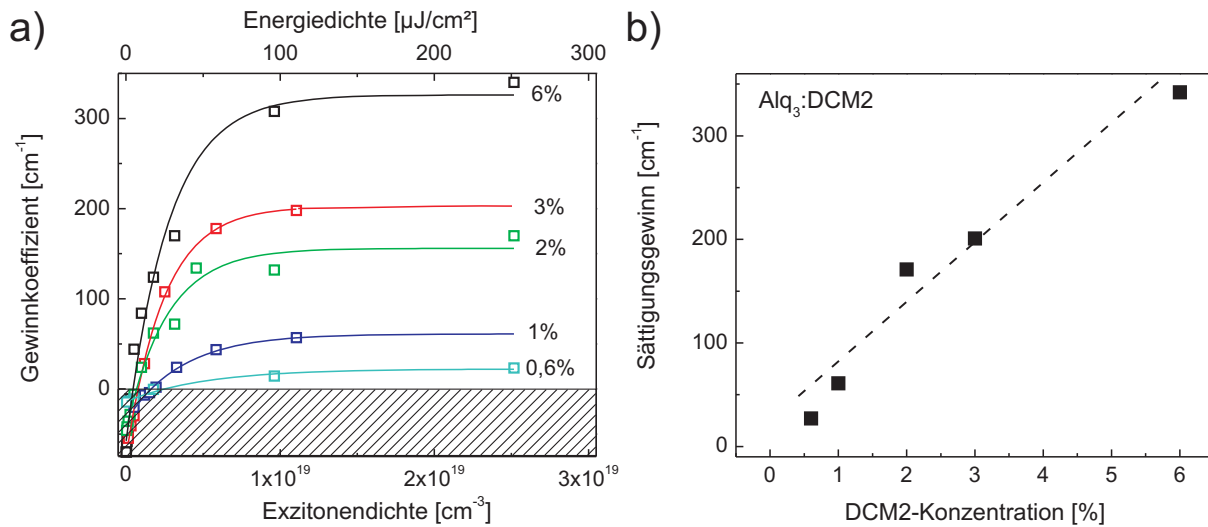 a)
Energiedichte [µJ/cm²]
0 100 200 300
Gewinnkoeffizient [cm⁻¹]
300
200
100
0
6%
3%
2%
1%
0,6%
0 1x10¹⁹ 2x10¹⁹ 3x10¹⁹
Exzitonendichte [cm⁻³]
b)
Alq₃:DCM2
Sättigungsgewinn [cm⁻¹]
300
200
100
0
0 1 2 3 4 5 6
DCM2-Konzentration [%]